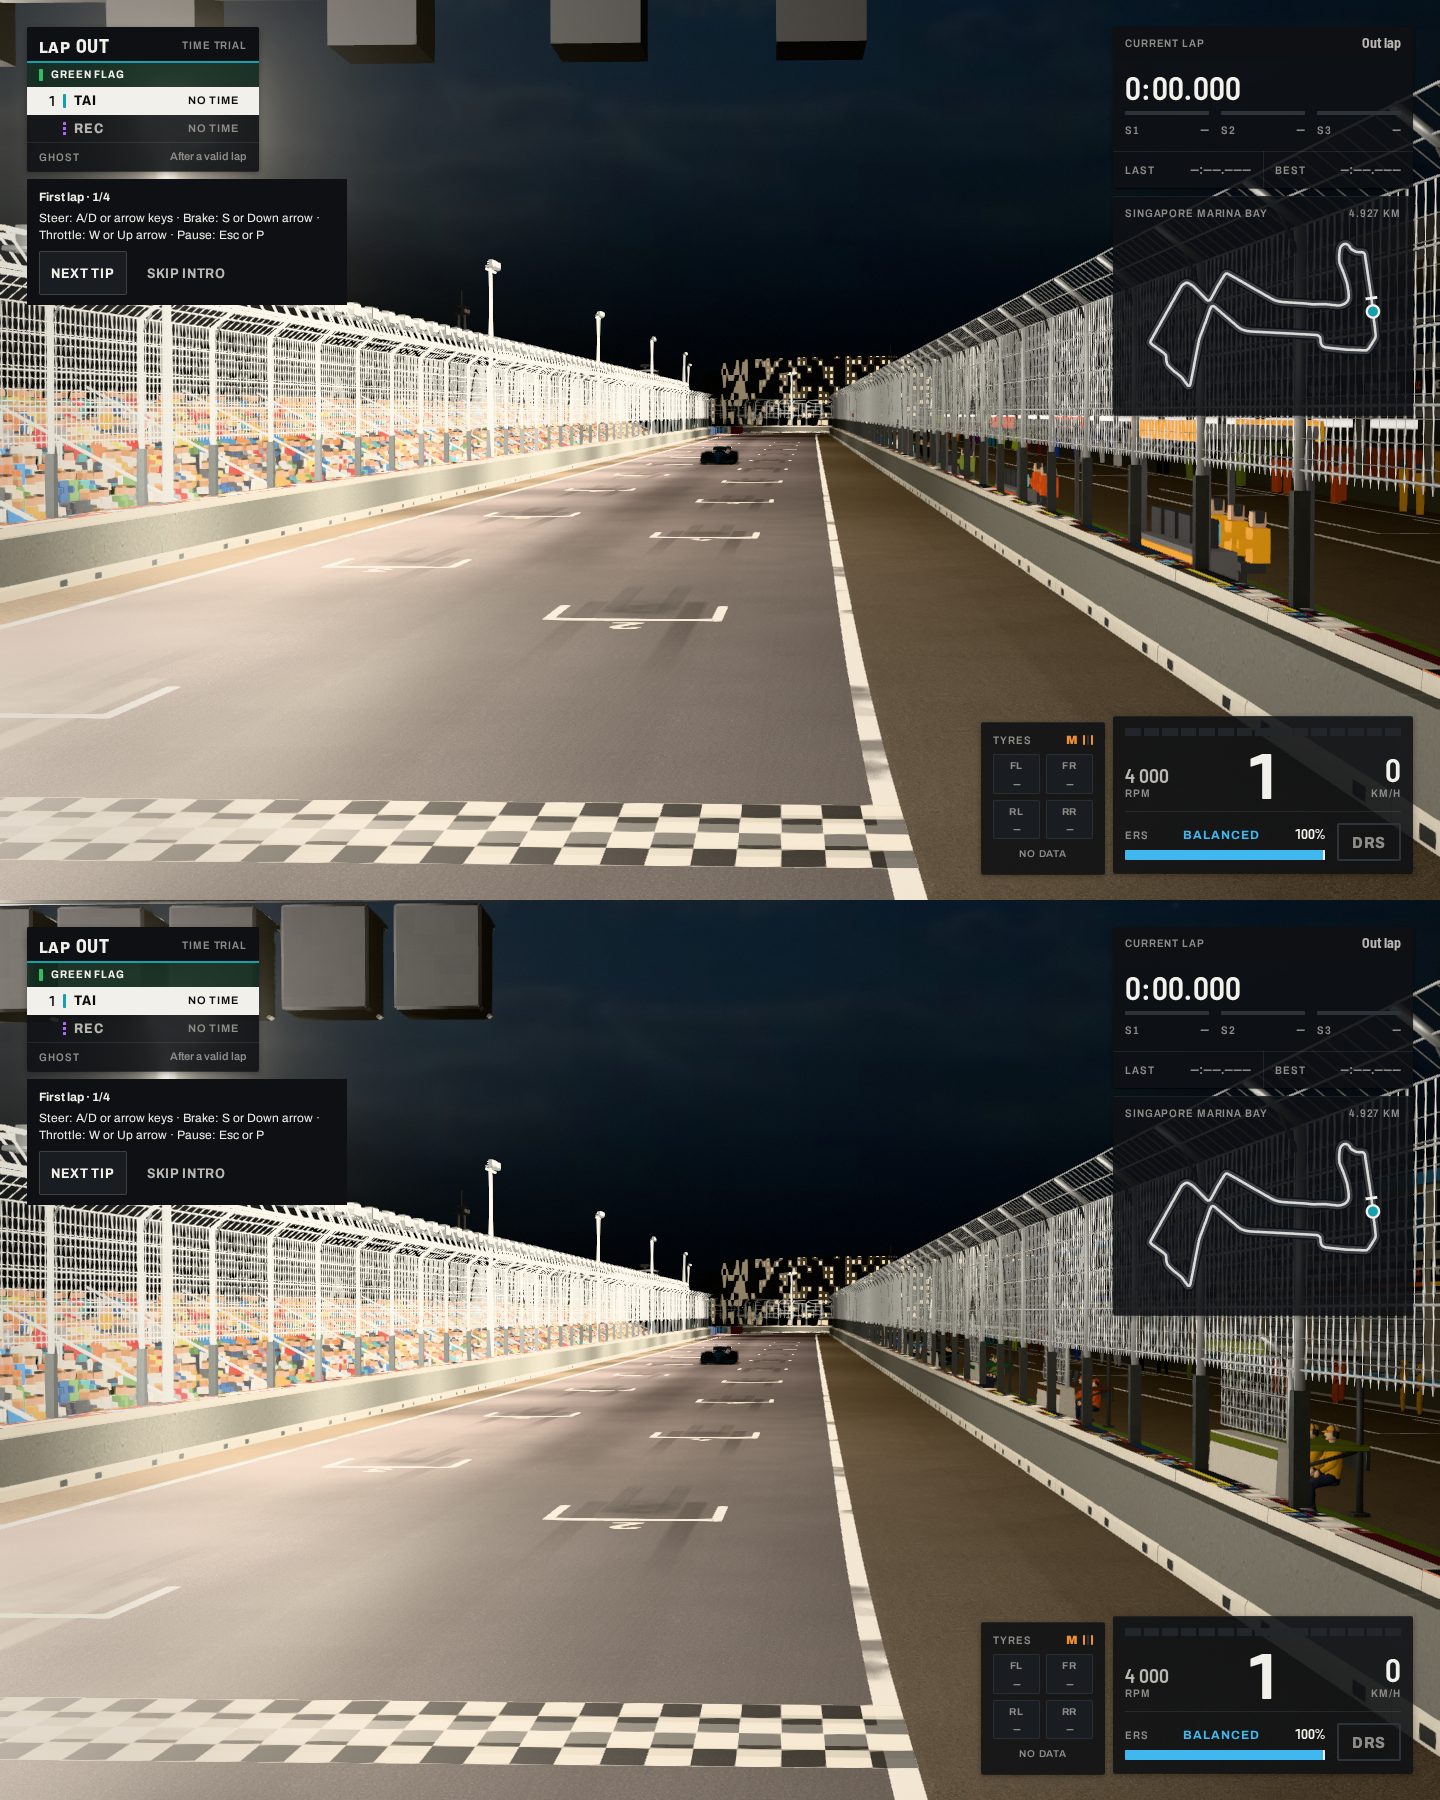 LAP OUT TIME TRIAL
GREEN FLAG
1 TAI NO TIME
REC NO TIME
GHOST After a valid lap
First lap · 1/4
Steer: A/D or arrow keys · Brake: S or Down arrow ·
Throttle: W or Up arrow · Pause: Esc or P
NEXT TIP SKIP INTRO
CURRENT LAP Out lap
0:00.000
S1 – S2 – S3 –
LAST –:––.––– BEST –:––.–––
SINGAPORE MARINA BAY 4.927 KM
2
TYRES M
FL FR
– –
RL RR
– –
NO DATA
4 000 1 0
RPM KM/H
ERS BALANCED 100% DRS
LAP OUT TIME TRIAL
GREEN FLAG
1 TAI NO TIME
REC NO TIME
GHOST After a valid lap
First lap · 1/4
Steer: A/D or arrow keys · Brake: S or Down arrow ·
Throttle: W or Up arrow · Pause: Esc or P
NEXT TIP SKIP INTRO
CURRENT LAP Out lap
0:00.000
S1 – S2 – S3 –
LAST –:––.––– BEST –:––.–––
SINGAPORE MARINA BAY 4.927 KM
2
TYRES M
FL FR
– –
RL RR
– –
NO DATA
4 000 1 0
RPM KM/H
ERS BALANCED 100% DRS